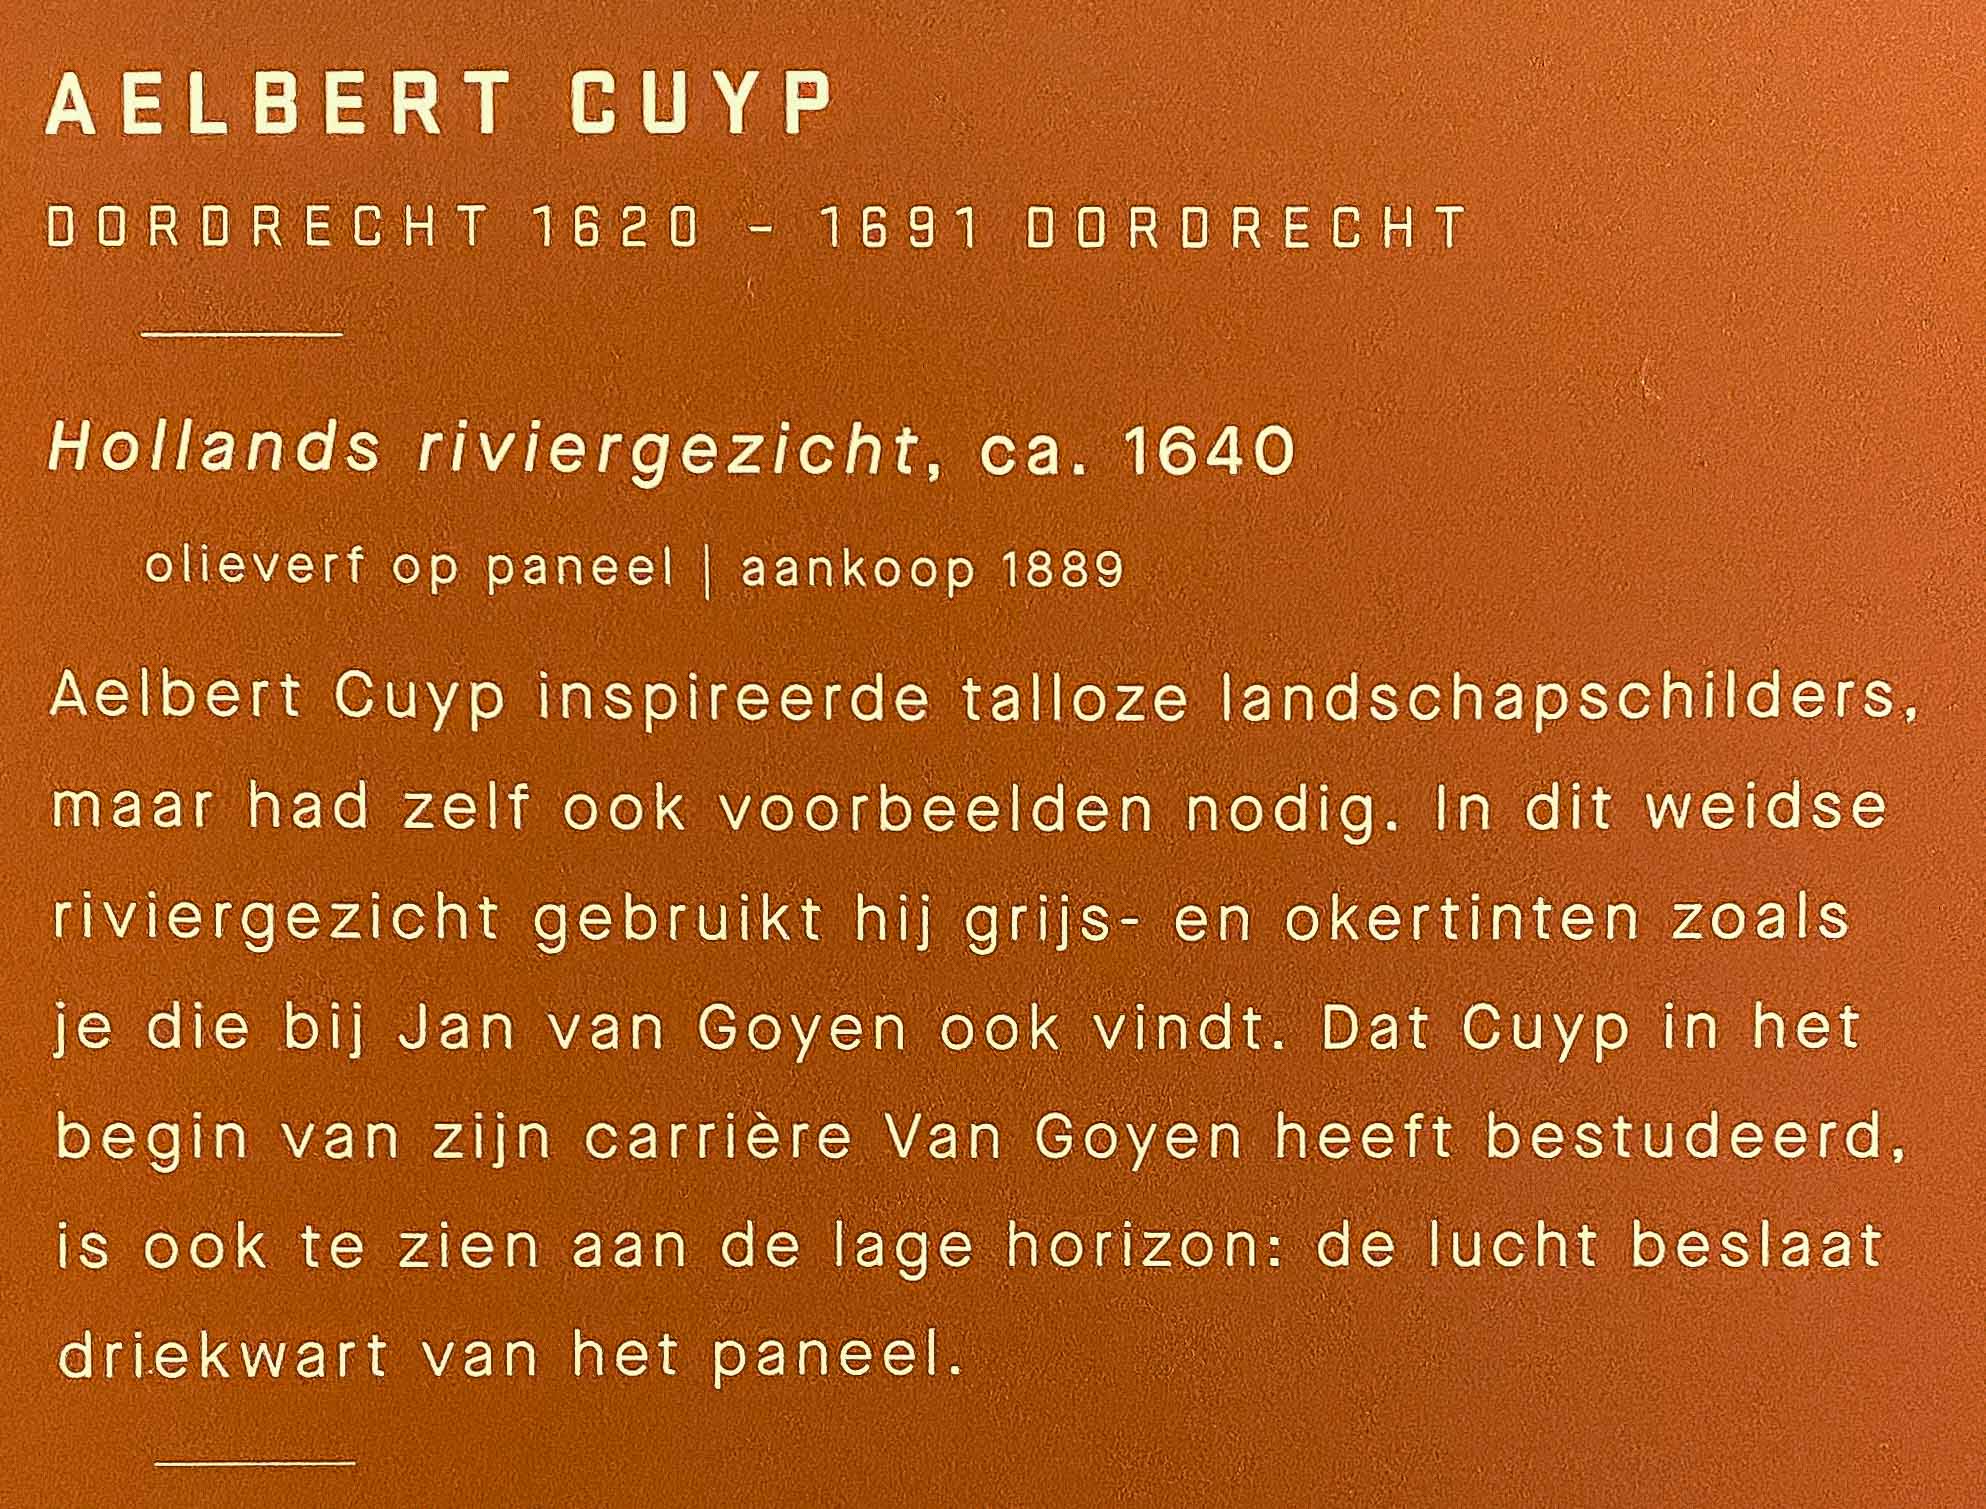 AELBERT CUYP
DORDRECHT 1620 – 1691 DORDRECHT
Hollands riviergezicht, ca. 1640
olieverf op paneel | aankoop 1889
Aelbert Cuyp inspireerde talloze landschapschilders,
maar had zelf ook voorbeelden nodig. In dit weidse
riviergezicht gebruikt hij grijs- en okertinten zoals
je die bij Jan van Goyen ook vindt. Dat Cuyp in het
begin van zijn carrière Van Goyen heeft bestudeerd,
is ook te zien aan de lage horizon: de lucht beslaat
driekwart van het paneel.